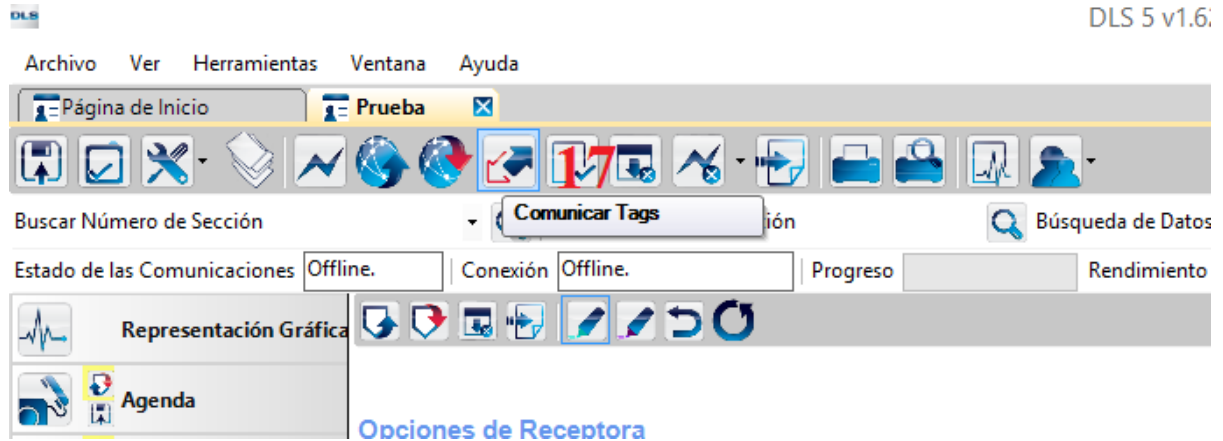 DLS
DLS 5 v1.62
Archivo Ver Herramientas Ventana Ayuda
Página de Inicio Prueba
17
Comunicar Tags
Buscar Número de Sección ión Búsqueda de Datos
Estado de las Comunicaciones Offline. Conexión Offline. Progreso Rendimiento
Representación Gráfica
Agenda
Opciones de Receptora